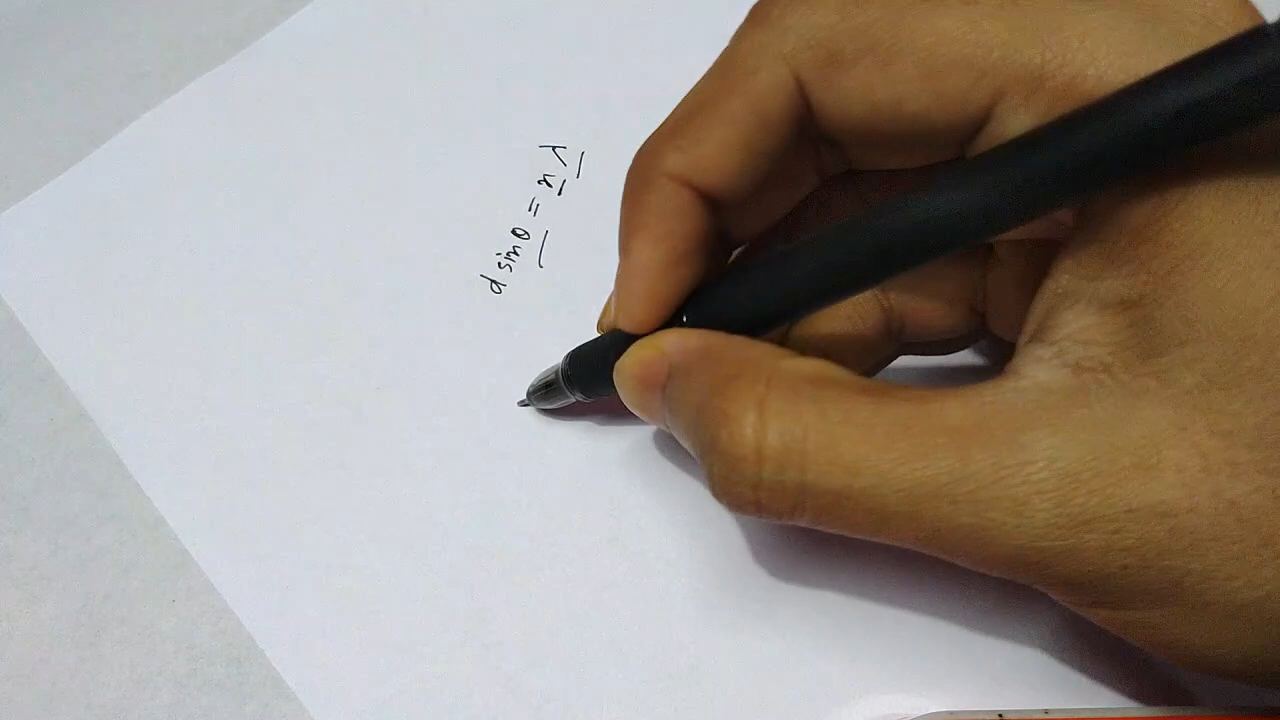 d sinθ = nλ